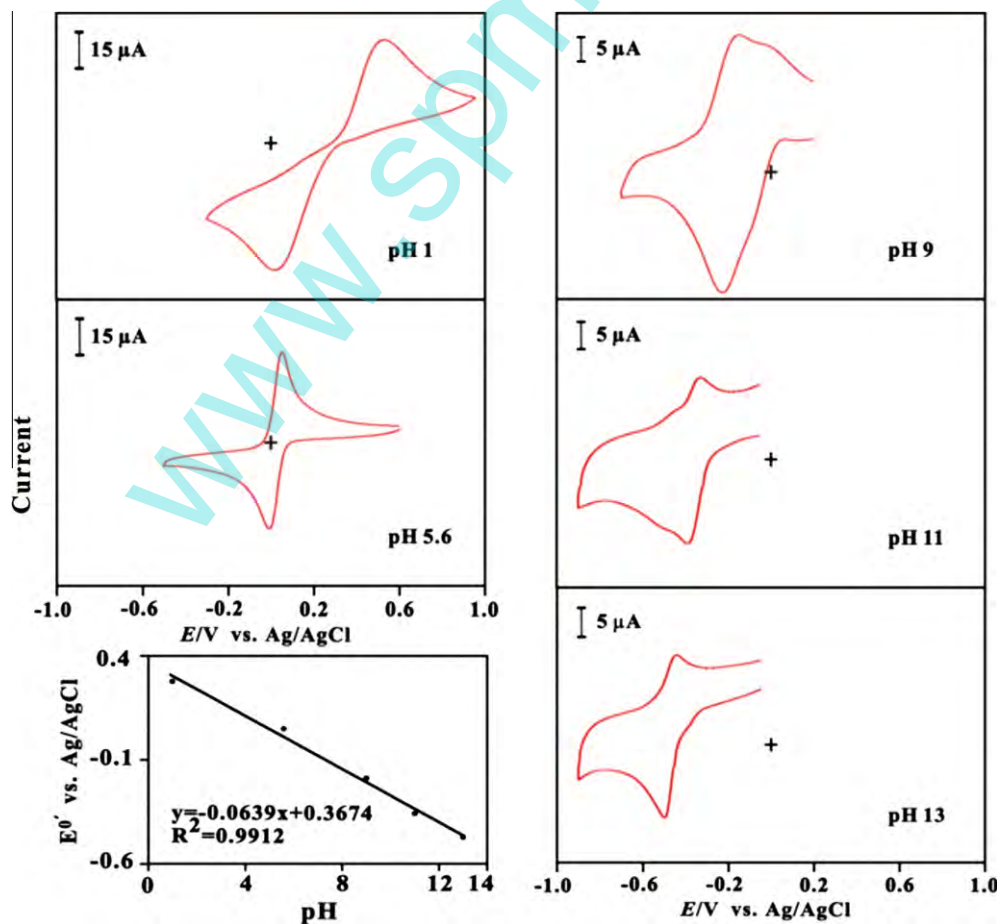 15 μA
pH 1
15 μA
pH 5.6
Current
-1.0 -0.6 -0.2 0.2 0.6 1.0
E/V vs. Ag/AgCl
5 μA
pH 9
5 μA
pH 11
5 μA
pH 13
-1.0 -0.6 -0.2 0.2 0.6 1.0
E/V vs. Ag/AgCl
0.4
-0.1
-0.6
E0′ vs. Ag/AgCl
y=-0.0639x+0.3674
R2=0.9912
0 4 8 12 14
pH
www.spm